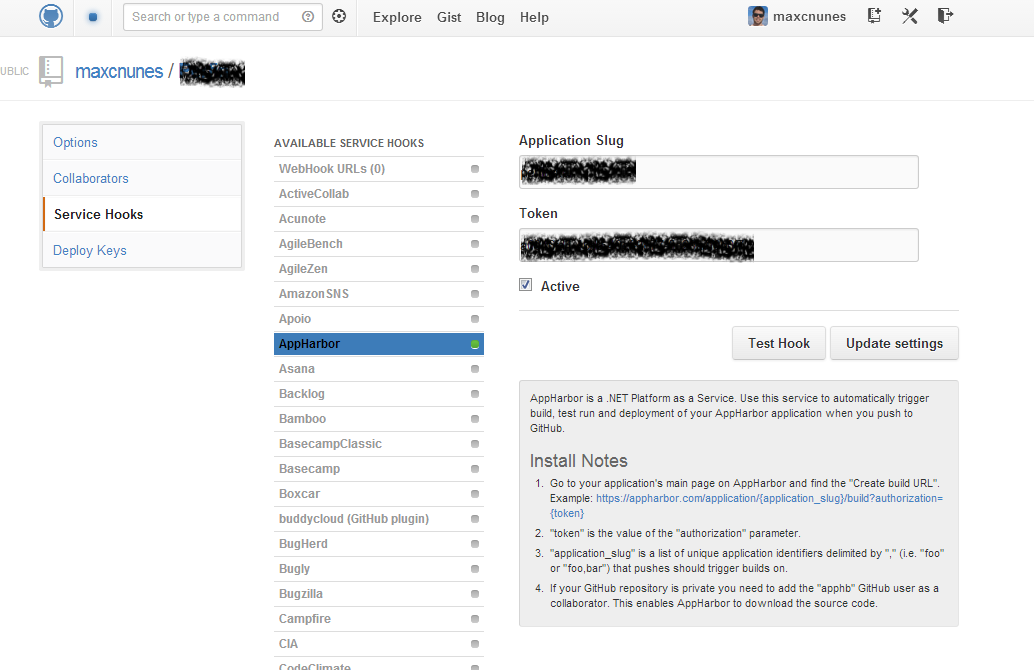 Search or type a command
Explore Gist Blog Help
maxcnunes
UBLIC
maxcnunes /
Options
Collaborators
Service Hooks
Deploy Keys
AVAILABLE SERVICE HOOKS
WebHook URLs (0)
ActiveCollab
Acunote
AgileBench
AgileZen
AmazonSNS
Apoio
AppHarbor
Asana
Backlog
Bamboo
BasecampClassic
Basecamp
Boxcar
buddycloud (GitHub plugin)
BugHerd
Bugly
Bugzilla
Campfire
CIA
CodeClimate
Application Slug
Token
Active
Test Hook
Update settings
AppHarbor is a .NET Platform as a Service. Use this service to automatically trigger
build, test run and deployment of your AppHarbor application when you push to
GitHub.
Install Notes
1. Go to your application's main page on AppHarbor and find the "Create build URL".
Example: https://appharbor.com/application/{application_slug}/build?authorization=
{token}
2. "token" is the value of the "authorization" parameter.
3. "application_slug" is a list of unique application identifiers delimited by "," (i.e. "foo"
or "foo,bar") that pushes should trigger builds on.
4. If your GitHub repository is private you need to add the "apphb" GitHub user as a
collaborator. This enables AppHarbor to download the source code.